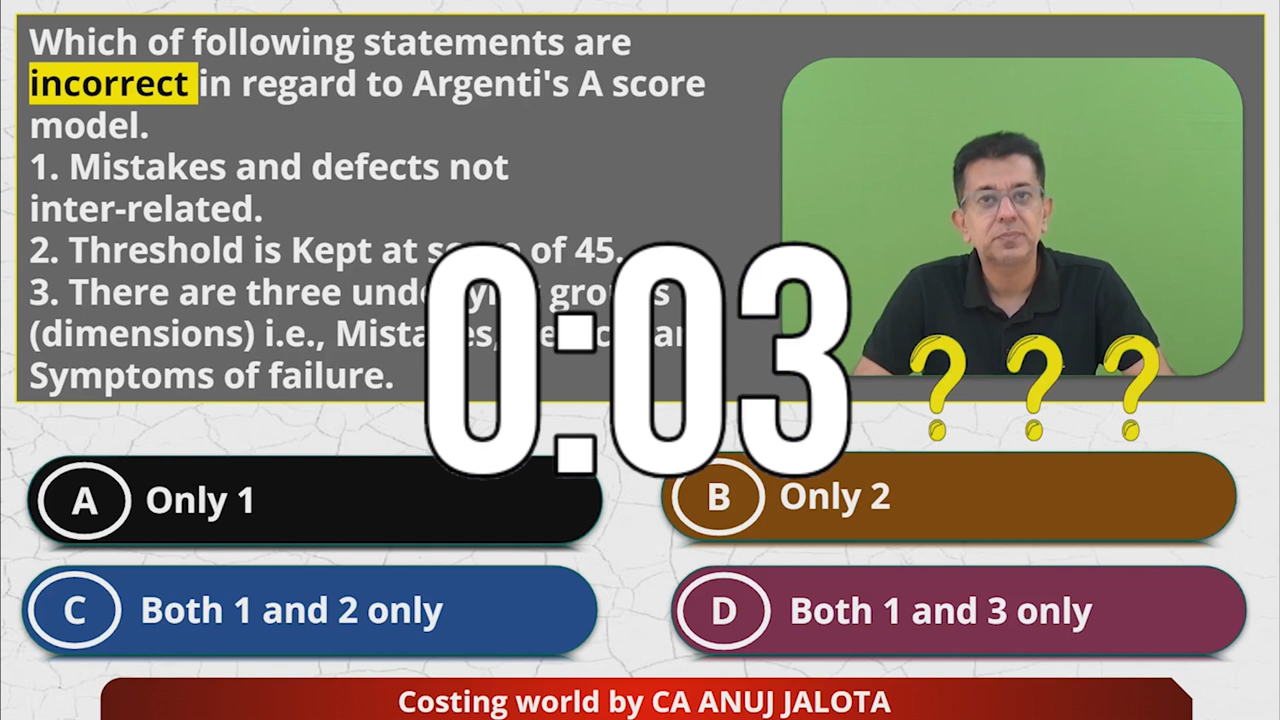 Which of following statements are
incorrect in regard to Argenti's A score
model.
1. Mistakes and defects not
inter-related.
2. Threshold is Kept at of 45.
3. There are three
(dimensions) i.e.,
Symptoms of failure.
0:03
? ? ?
A Only 1
B Only 2
C Both 1 and 2 only
D Both 1 and 3 only
Costing world by CA ANUJ JALOTA